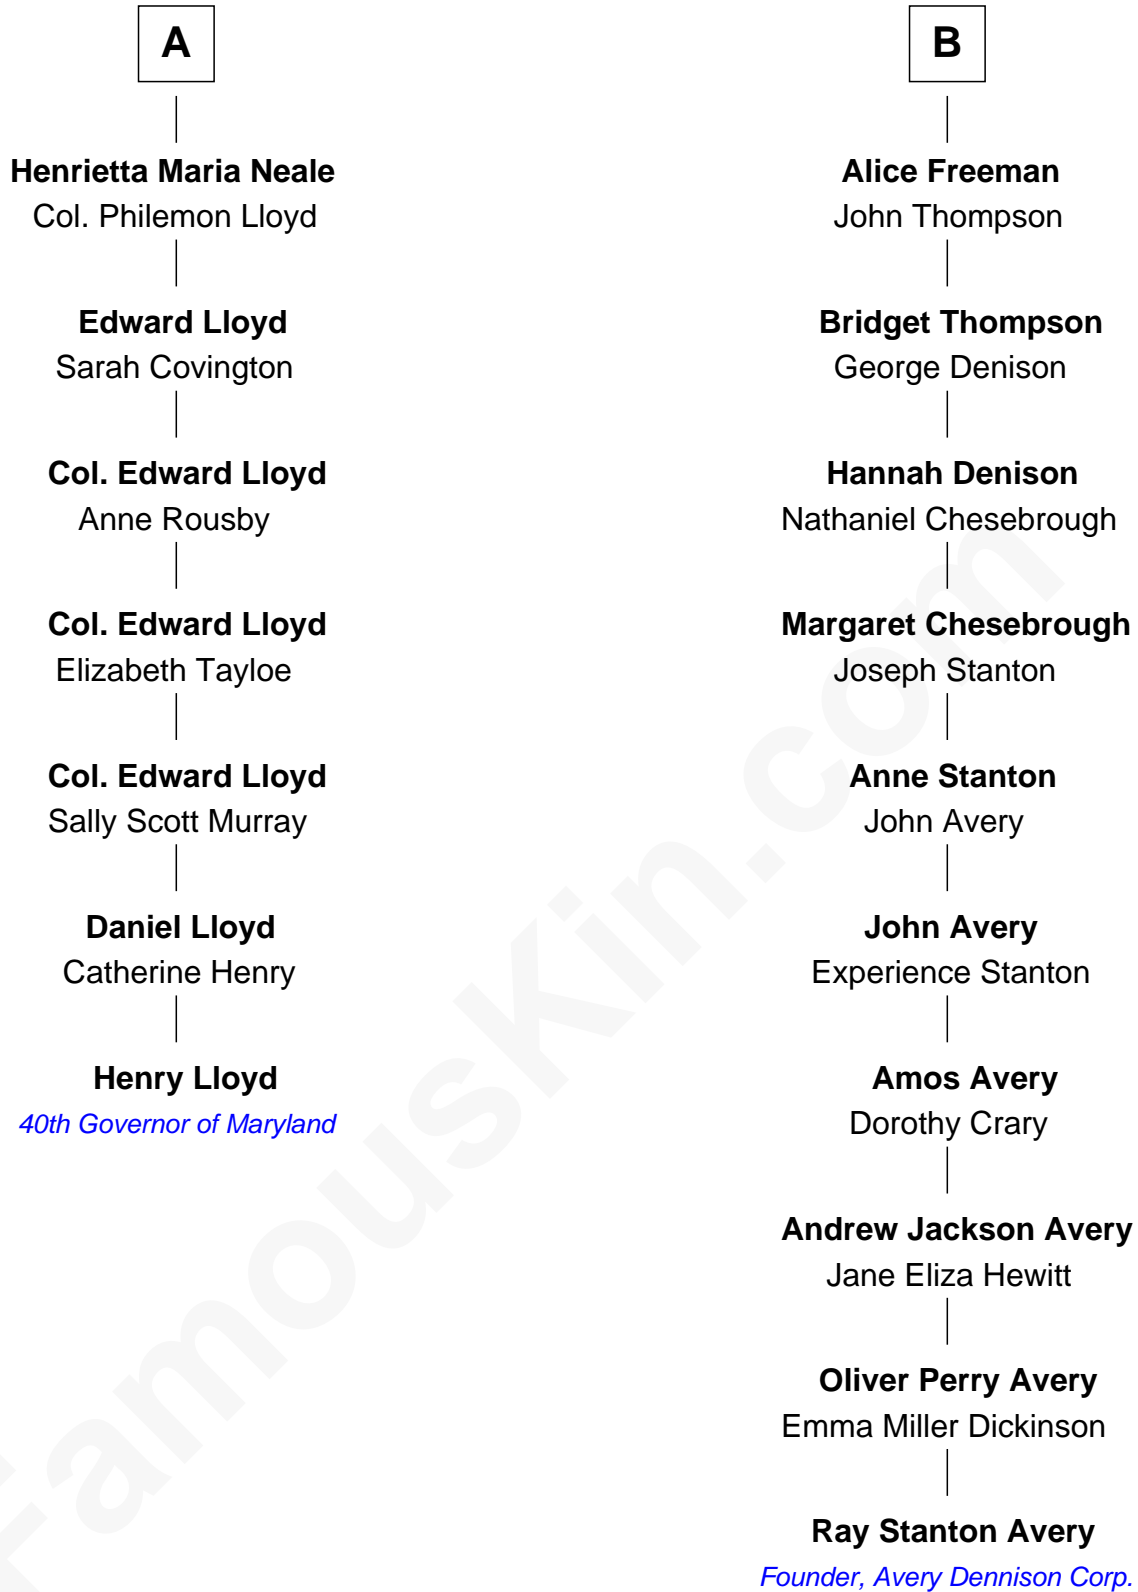 A
Henrietta Maria Neale
Col. Philemon Lloyd
Edward Lloyd
Sarah Covington
Col. Edward Lloyd
Anne Rousby
Col. Edward Lloyd
Elizabeth Tayloe
Col. Edward Lloyd
Sally Scott Murray
Daniel Lloyd
Catherine Henry
Henry Lloyd
40th Governor of Maryland
B
Alice Freeman
John Thompson
Bridget Thompson
George Denison
Hannah Denison
Nathaniel Chesebrough
Margaret Chesebrough
Joseph Stanton
Anne Stanton
John Avery
John Avery
Experience Stanton
Amos Avery
Dorothy Crary
Andrew Jackson Avery
Jane Eliza Hewitt
Oliver Perry Avery
Emma Miller Dickinson
Ray Stanton Avery
Founder, Avery Dennison Corp.
FamousKin.com